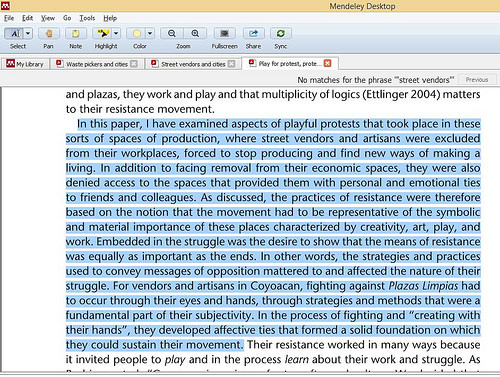 Mendeley Desktop
File Edit View Go Tools Help
Select Pan Note Highlight Color Zoom Fullscreen Share Sync
My Library Waste pickers and cities Street vendors and cities Play for protest, prote...
No matches for the phrase "'street vendors'" Previous
and plazas, they work and play and that multiplicity of logics (Ettlinger 2004) matters
to their resistance movement.
In this paper, I have examined aspects of playful protests that took place in these
sorts of spaces of production, where street vendors and artisans were excluded
from their workplaces, forced to stop producing and find new ways of making a
living. In addition to facing removal from their economic spaces, they were also
denied access to the spaces that provided them with personal and emotional ties
to friends and colleagues. As discussed, the practices of resistance were therefore
based on the notion that the movement had to be representative of the symbolic
and material importance of these places characterized by creativity, art, play, and
work. Embedded in the struggle was the desire to show that the means of resistance
was equally as important as the ends. In other words, the strategies and practices
used to convey messages of opposition mattered to and affected the nature of their
struggle. For vendors and artisans in Coyoacan, fighting against Plazas Limpias had
to occur through their eyes and hands, through strategies and methods that were a
fundamental part of their subjectivity. In the process of fighting and "creating with
their hands", they developed affective ties that formed a solid foundation on which
they could sustain their movement. Their resistance worked in many ways because
it invited people to play and in the process learn about their work and struggle. As